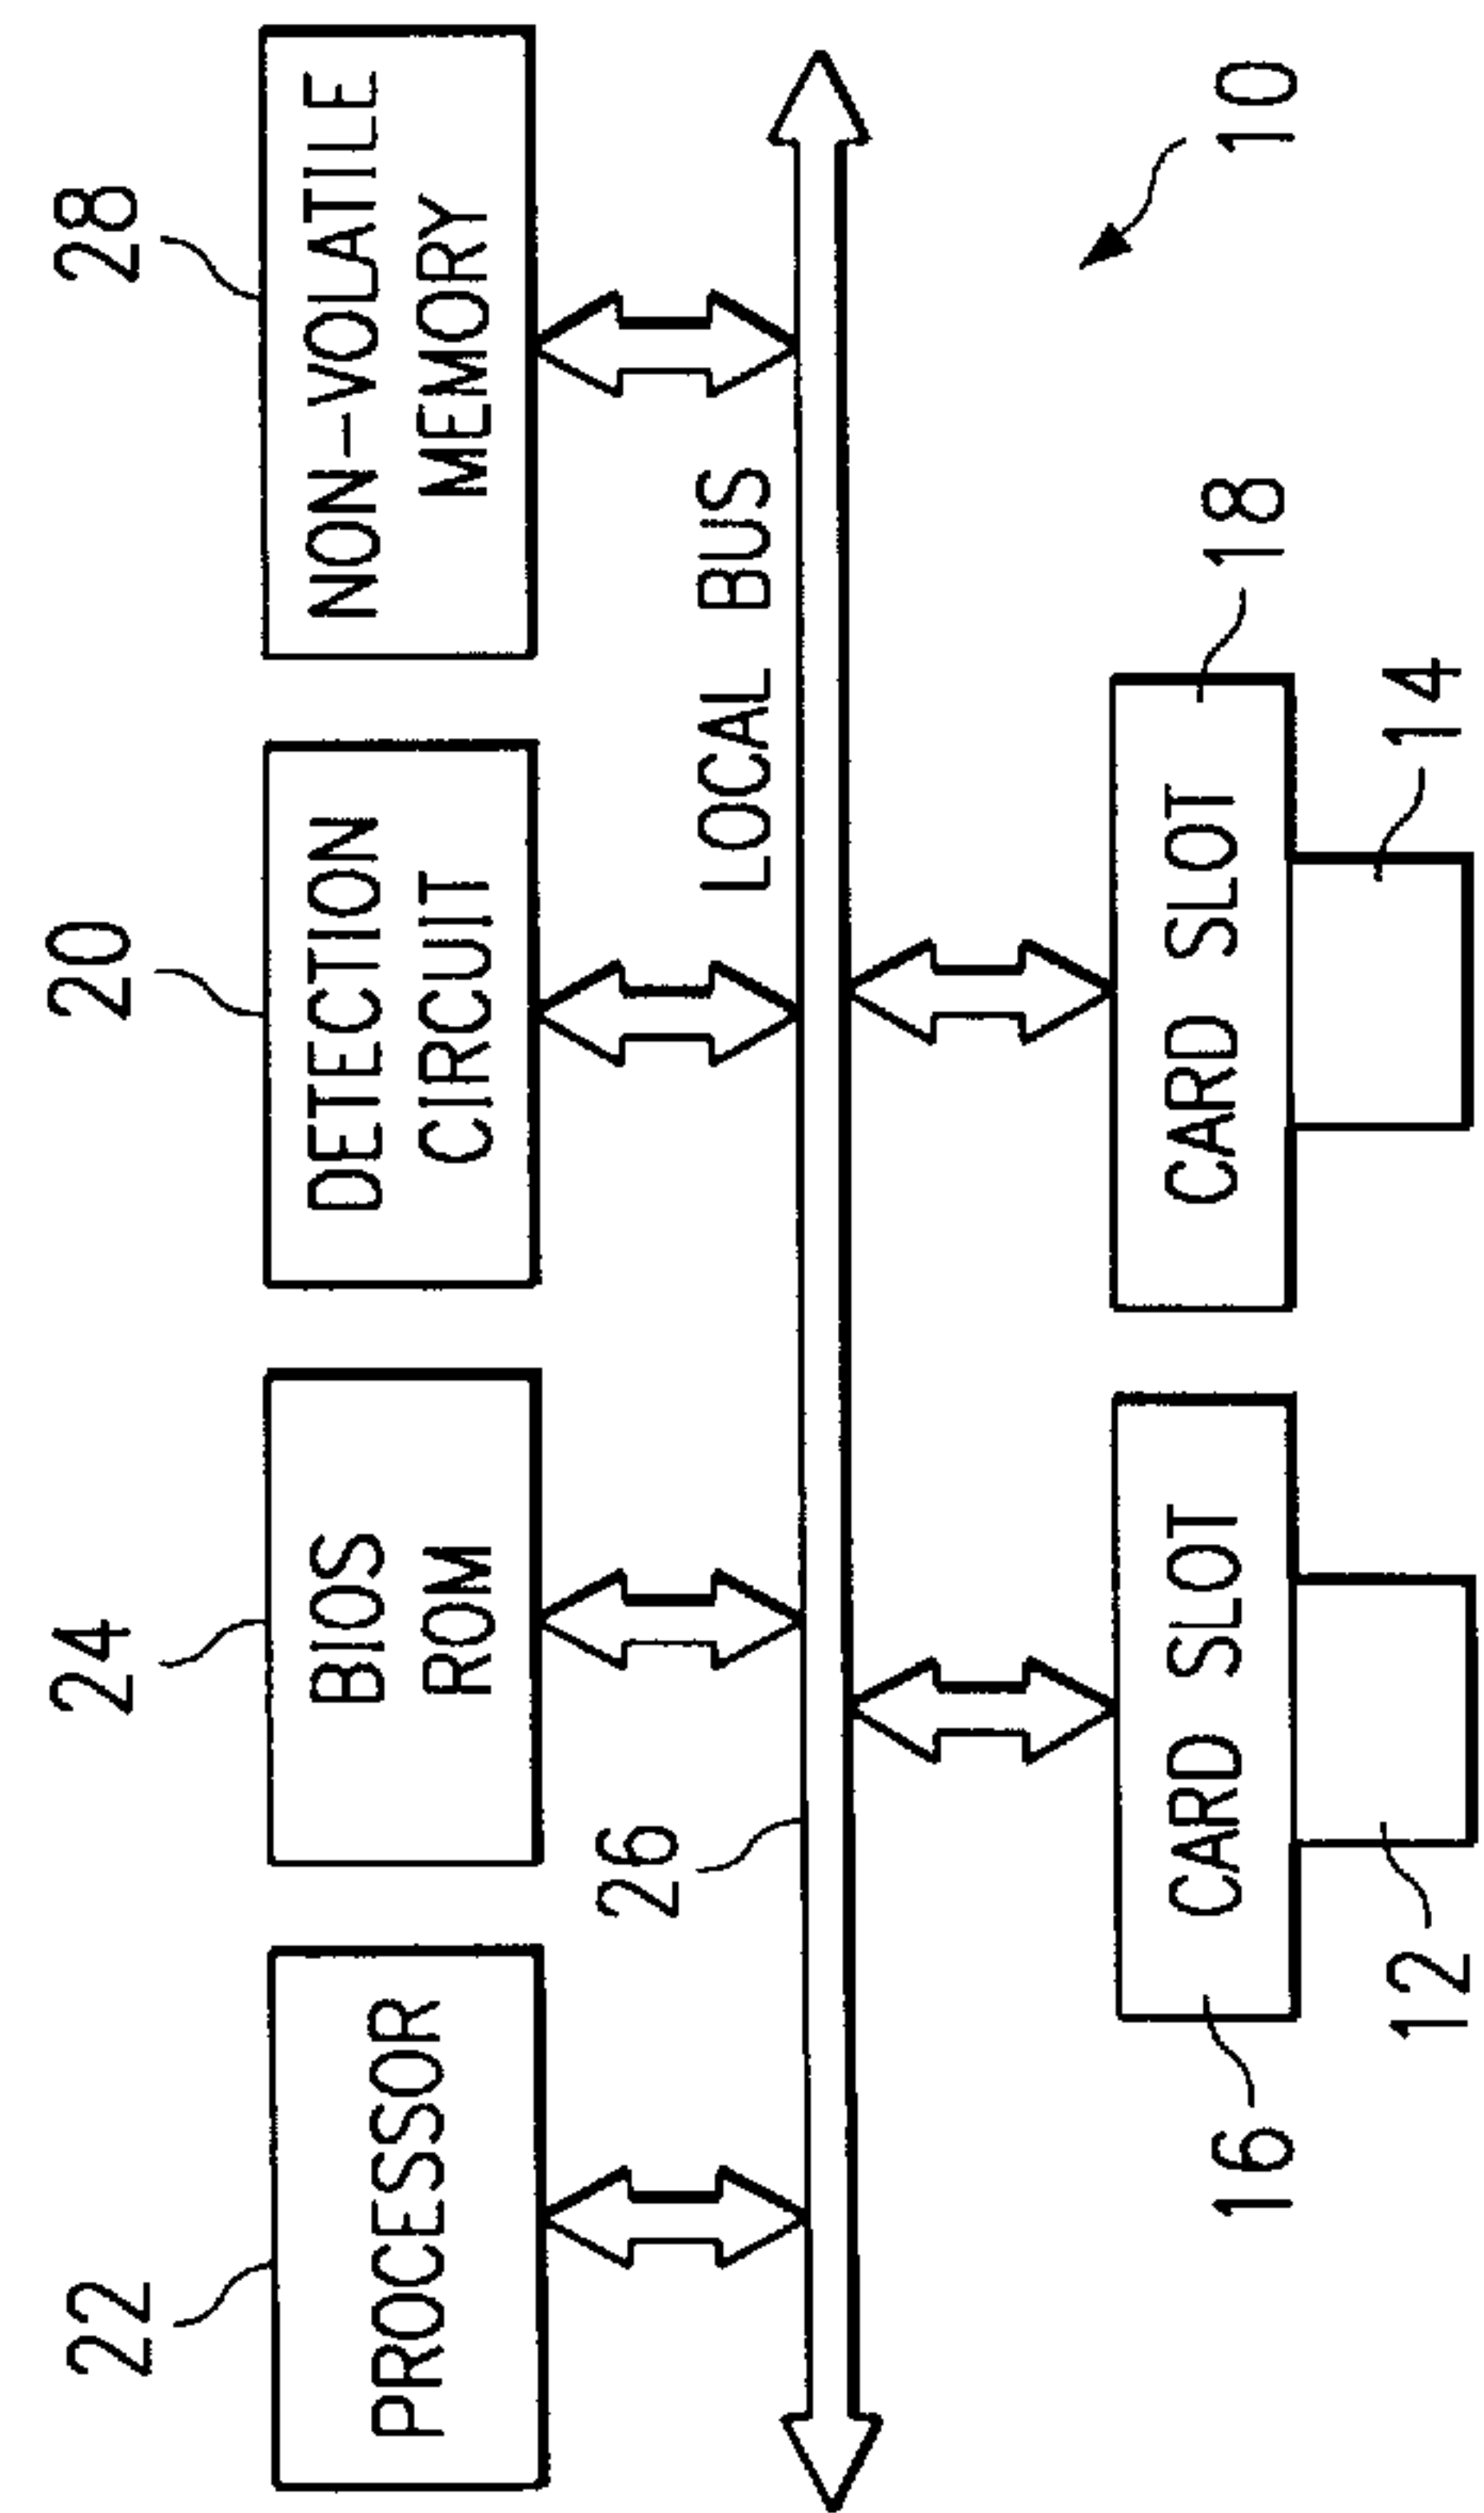 22
24
20
28
PROCESSOR
BIOS
ROM
DETECTION
CIRCUIT
NON-VOLATILE
MEMORY
26
LOCAL BUS
16
CARD SLOT
12
CARD SLOT
18
14
10